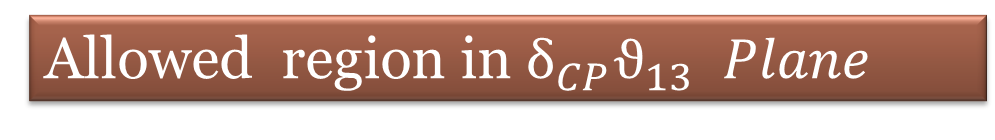 Allowed region in δ_CP ϑ_13 Plane